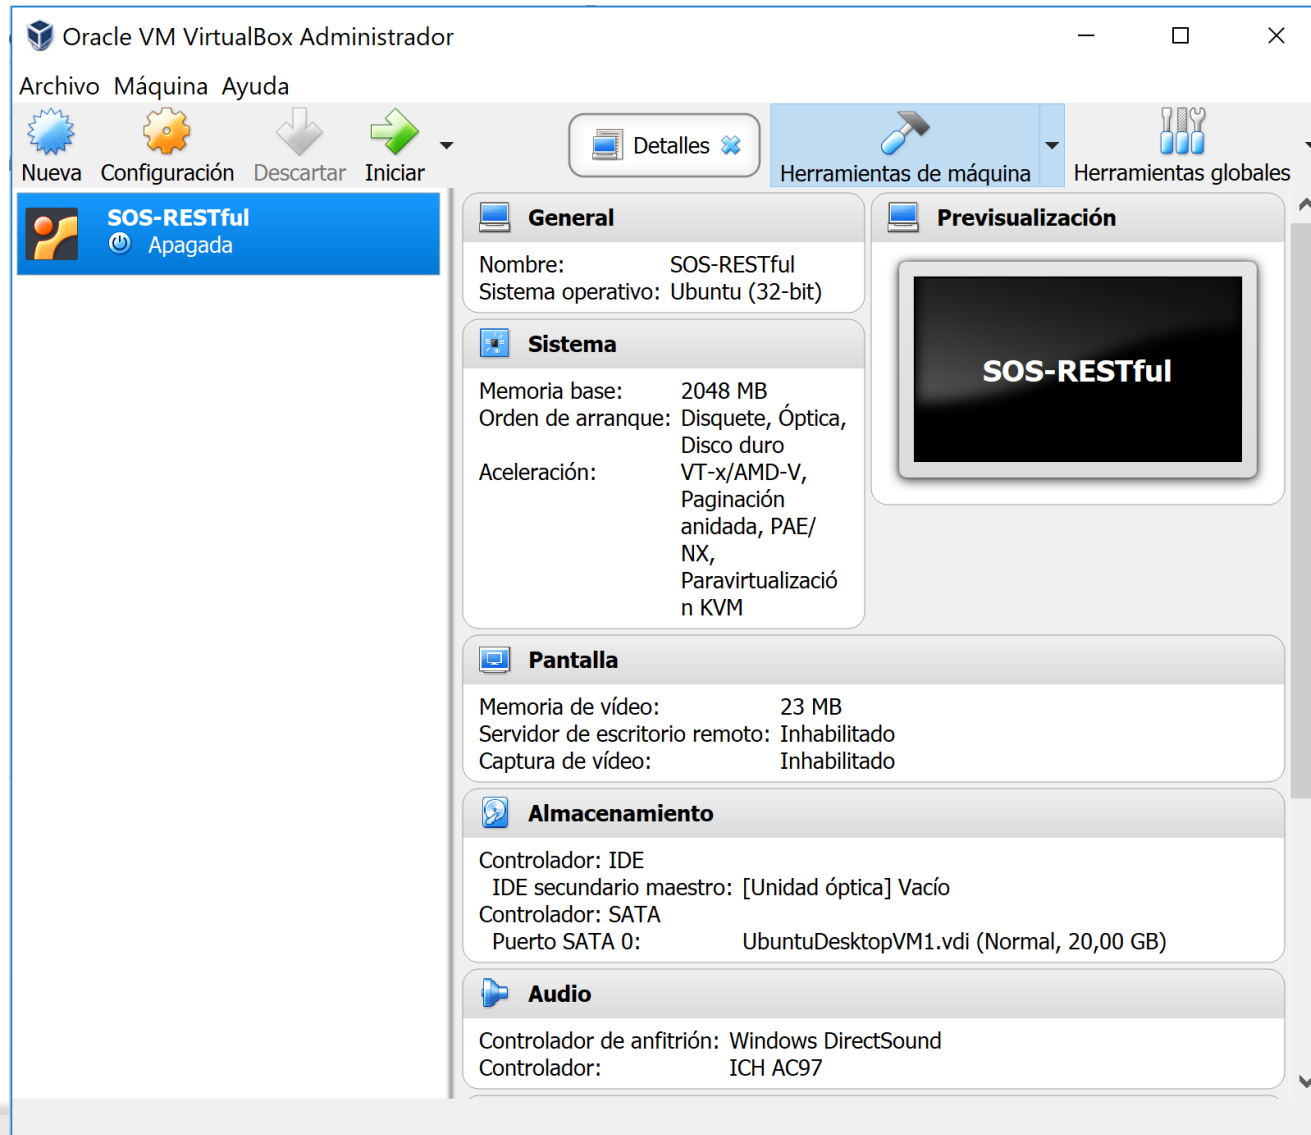 Oracle VM VirtualBox Administrador
Archivo Máquina Ayuda
Nueva Configuración Descartar Iniciar Detalles Herramientas de máquina Herramientas globales
SOS-RESTful
Apagada
General
Nombre: SOS-RESTful
Sistema operativo: Ubuntu (32-bit)
Previsualización
SOS-RESTful
Sistema
Memoria base: 2048 MB
Orden de arranque: Disquete, Óptica,
Disco duro
Aceleración: VT-x/AMD-V,
Paginación
anidada, PAE/
NX,
Paravirtualizació
n KVM
Pantalla
Memoria de vídeo: 23 MB
Servidor de escritorio remoto: Inhabilitado
Captura de vídeo: Inhabilitado
Almacenamiento
Controlador: IDE
IDE secundario maestro: [Unidad óptica] Vacío
Controlador: SATA
Puerto SATA 0: UbuntuDesktopVM1.vdi (Normal, 20,00 GB)
Audio
Controlador de anfitrión: Windows DirectSound
Controlador: ICH AC97